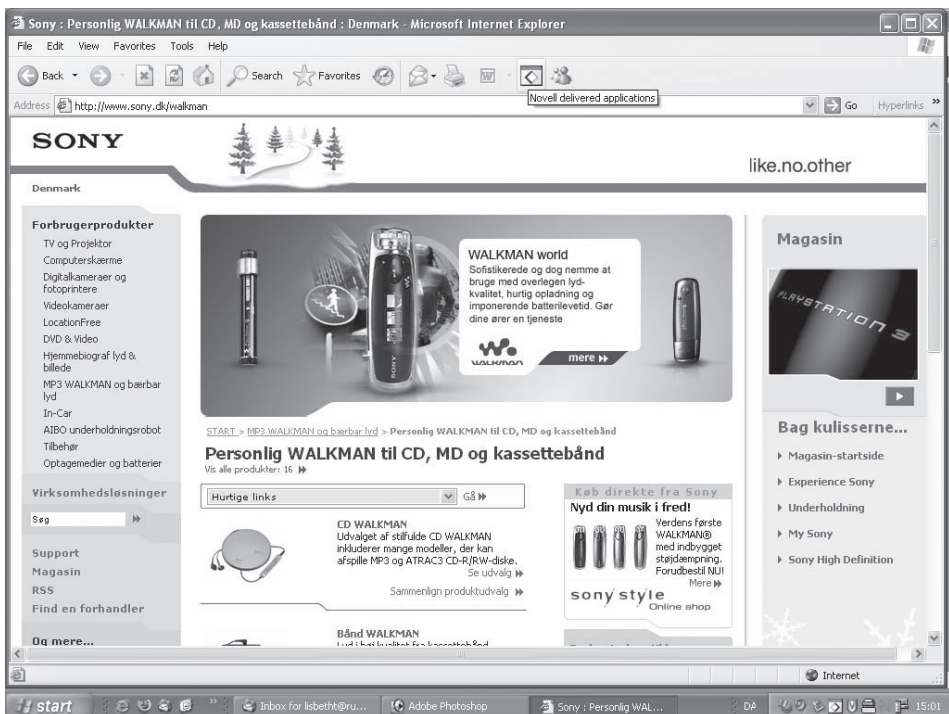 Sony : Personlig WALKMAN til CD, MD og kassettebånd : Denmark - Microsoft Internet Explorer
File Edit View Favorites Tools Help
Back Search Favorites
Novell delivered applications
Address http://www.sony.dk/walkman Go Hyperlinks »
SONY
like.no.other
Denmark
Forbrugerprodukter
TV og Projektor
Computerskærme
Digitalkameraer og
fotoprintere
Videokameraer
LocationFree
DVD & Video
Hjemmebiograf lyd &
billede
MP3 WALKMAN og bærbar
lyd
In-Car
AIBO underholdningsrobot
Tilbehør
Optagemedier og batterier
Virksomhedsløsninger
Søg
Support
Magasin
RSS
Find en forhandler
Og mere...
SONY
WALKMAN world
Sofistikerede og dog nemme at
bruge med overlegen lyd-
kvalitet, hurtig opladning og
imponerende batterilevetid. Gør
dine ører en tjeneste
WALKMAN
mere
START > MP3 WALKMAN og bærbar lyd > Personlig WALKMAN til CD, MD og kassettebånd
Personlig WALKMAN til CD, MD og kassettebånd
Vis alle produkter: 16
Hurtige links Gå
CD WALKMAN
Udvalget af stilfulde CD WALKMAN
inkluderer mange modeller, der kan
afspille MP3 og ATRAC3 CD-R/RW-diske.
Se udvalg
Sammenlign produktudvalg
Bånd WALKMAN
Lyd i høj kvalitet fra kassettebånd
Køb direkte fra Sony
Nyd din musik i fred!
Verdens første
WALKMAN®
med indbygget
støjdæmpning.
Forudbestil NU!
Mere
sony style
Online shop
Magasin
PLAYSTATION 3
Bag kulisserne...
Magasin-startside
Experience Sony
Underholdning
My Sony
Sony High Definition
Internet
start » Inbox for lisbetht@ru... Adobe Photoshop Sony : Personlig WAL... DA 15:01